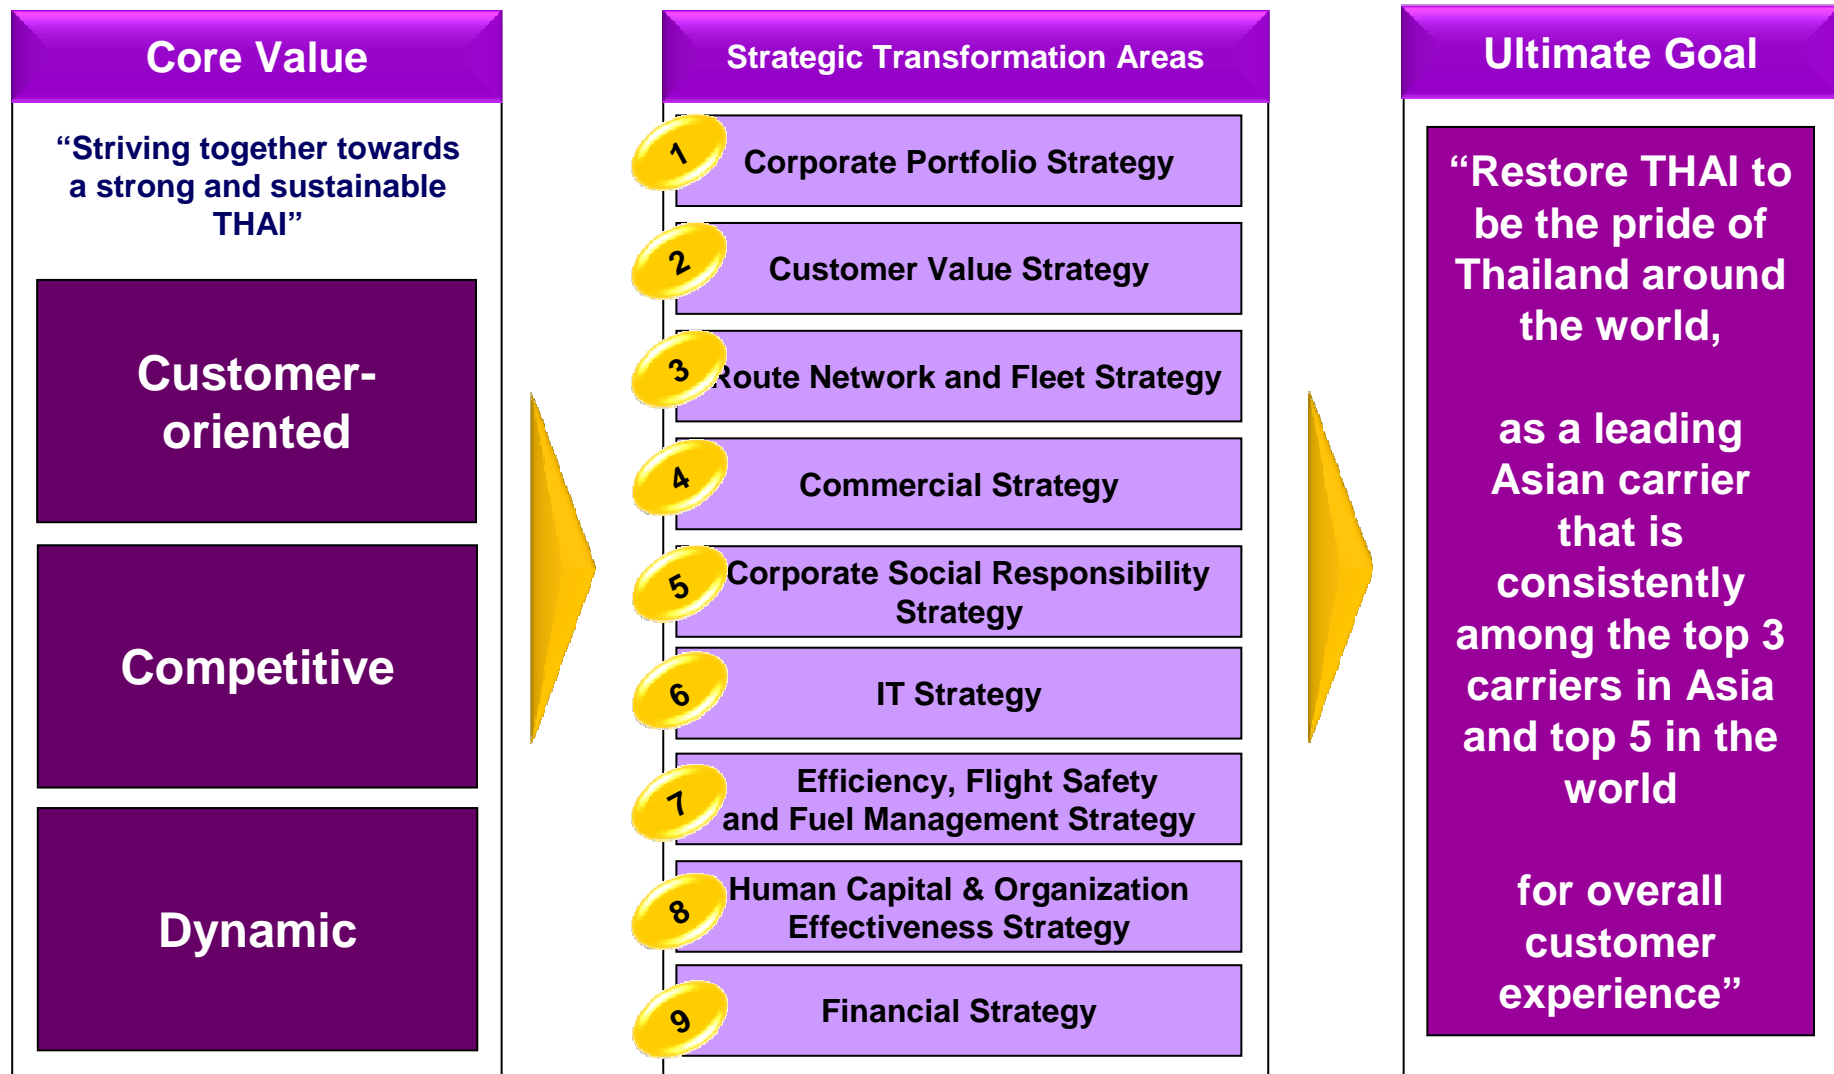 Core Value
“Striving together towards
a strong and sustainable
THAI”
Customer-
oriented
Competitive
Dynamic
Strategic Transformation Areas
1
Corporate Portfolio Strategy
2
Customer Value Strategy
3
Route Network and Fleet Strategy
4
Commercial Strategy
5
Corporate Social Responsibility
Strategy
6
IT Strategy
7
Efficiency, Flight Safety
and Fuel Management Strategy
8
Human Capital & Organization
Effectiveness Strategy
9
Financial Strategy
Ultimate Goal
“Restore THAI to
be the pride of
Thailand around
the world,
as a leading
Asian carrier
that is
consistently
among the top 3
carriers in Asia
and top 5 in the
world
for overall
customer
experience”